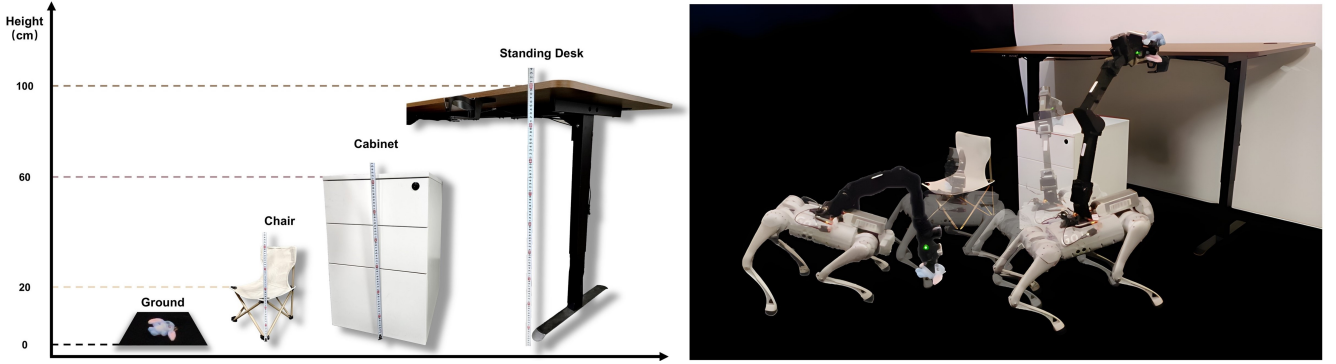 Height
(cm)
Standing Desk
100
Cabinet
60
Chair
20
Ground
0